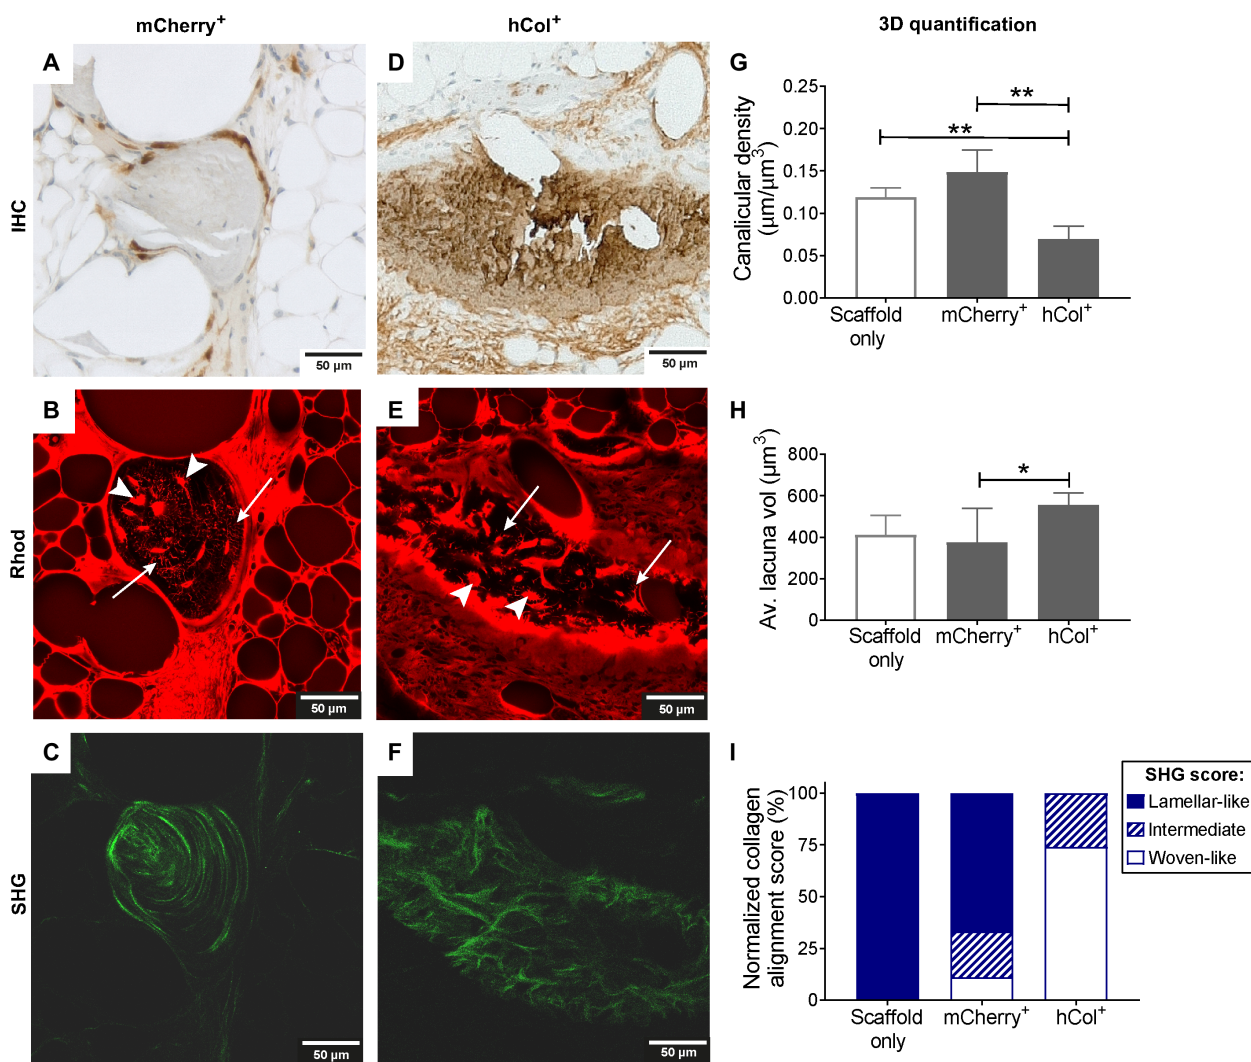 mCherry⁺
hCol⁺
3D quantification
IHC
A
50 µm
D
50 µm
G
Canalicular density
(µm/µm³)
0.25
0.20
0.15
0.10
0.05
0.00
**
**
Scaffold
only
mCherry⁺
hCol⁺
Rhod
B
50 µm
E
50 µm
H
Av. lacuna vol (µm³)
800
600
400
200
0
*
Scaffold
only
mCherry⁺
hCol⁺
SHG
C
50 µm
F
50 µm
I
Normalized collagen
alignment score (%)
100
75
50
25
0
Scaffold
only
mCherry⁺
hCol⁺
SHG score:
Lamellar-like
Intermediate
Woven-like